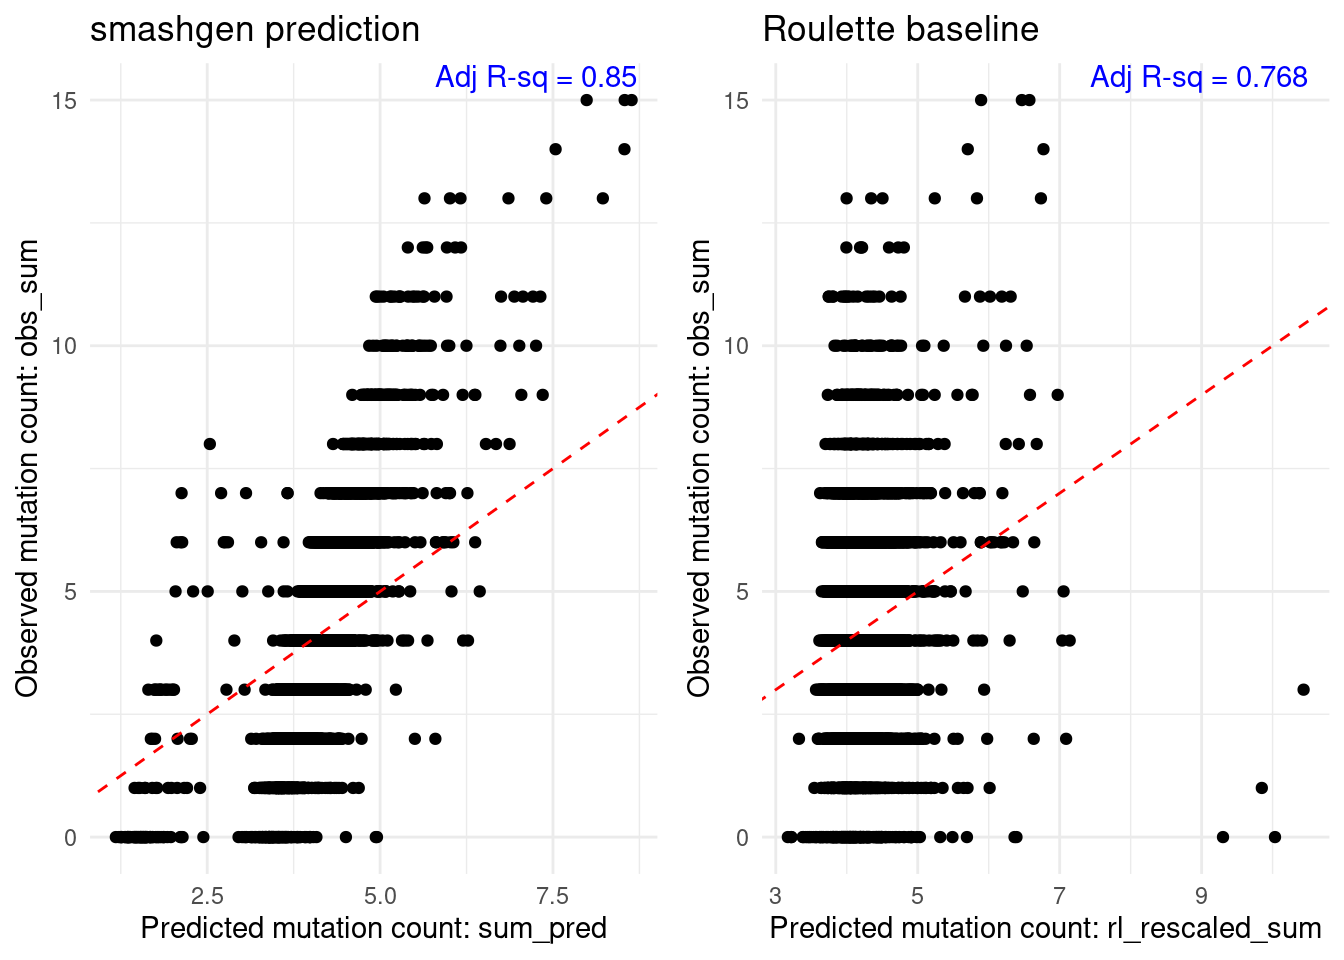 smashgen prediction
Adj R-sq = 0.85
15
10
5
0
Observed mutation count: obs_sum
2.5
5.0
7.5
Predicted mutation count: sum_pred
Roulette baseline
Adj R-sq = 0.768
15
10
5
0
Observed mutation count: obs_sum
3
5
7
9
Predicted mutation count: rl_rescaled_sum